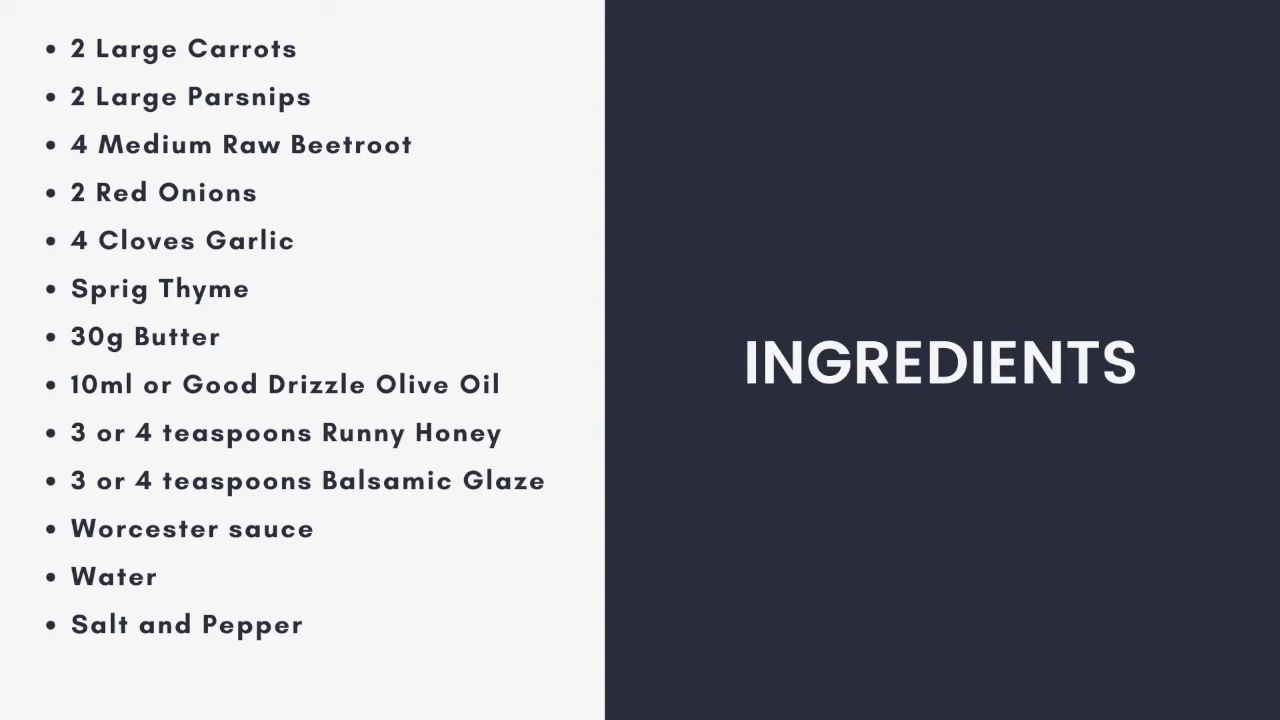 • 2 Large Carrots
• 2 Large Parsnips
• 4 Medium Raw Beetroot
• 2 Red Onions
• 4 Cloves Garlic
• Sprig Thyme
• 30g Butter
• 10ml or Good Drizzle Olive Oil
• 3 or 4 teaspoons Runny Honey
• 3 or 4 teaspoons Balsamic Glaze
• Worcester sauce
• Water
• Salt and Pepper
INGREDIENTS